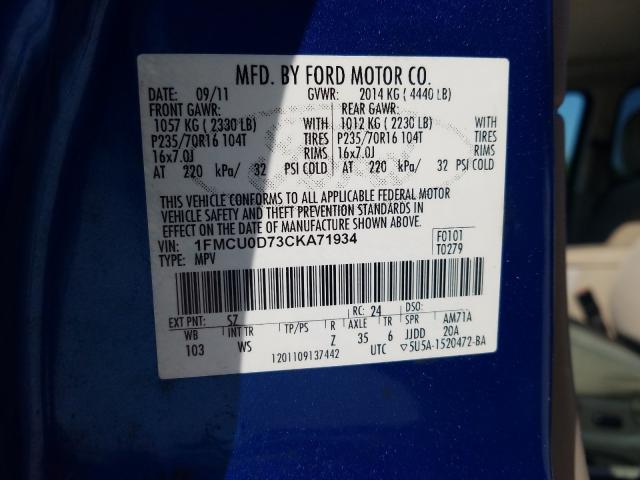 MFD. BY FORD MOTOR CO.
DATE: 09/11 GVWR: 2014 KG ( 4440 LB)
FRONT GAWR: REAR GAWR:
1057 KG ( 2330 LB) WITH 1012 KG ( 2230 LB)
P235/70R16 104T TIRES P235/70R16 104T
16x7.0J RIMS 16x7.0J
AT 220 kPa/ 32 PSI COLD AT 220 kPa/ 32 PSI COLD
WITH
TIRES
RIMS
THIS VEHICLE CONFORMS TO ALL APPLICABLE FEDERAL MOTOR
VEHICLE SAFETY AND THEFT PREVENTION STANDARDS IN
EFFECT ON THE DATE OF MANUFACTURE SHOWN ABOVE.
VIN: 1FMCU0D73CKA71934 F0101
TYPE: MPV T0279
EXT PNT: SZ RC: 24 DSO:
WB INT TR TP/PS R AXLE TR SPR AM71A
103 WS Z 35 6 JJDD 20A
1201109137442 UTC ▽5U5A-1520472-BA